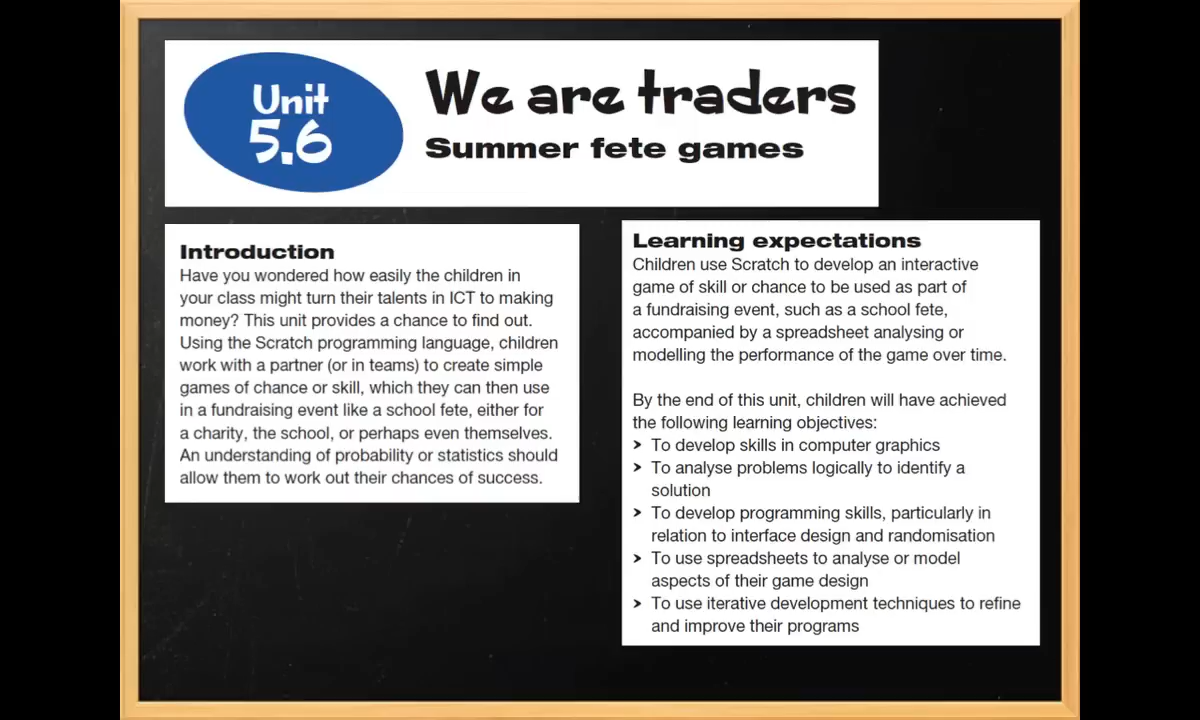 Unit
5.6
We are traders
Summer fete games
Introduction
Have you wondered how easily the children in
your class might turn their talents in ICT to making
money? This unit provides a chance to find out.
Using the Scratch programming language, children
work with a partner (or in teams) to create simple
games of chance or skill, which they can then use
in a fundraising event like a school fete, either for
a charity, the school, or perhaps even themselves.
An understanding of probability or statistics should
allow them to work out their chances of success.
Learning expectations
Children use Scratch to develop an interactive
game of skill or chance to be used as part of
a fundraising event, such as a school fete,
accompanied by a spreadsheet analysing or
modelling the performance of the game over time.
By the end of this unit, children will have achieved
the following learning objectives:
➤ To develop skills in computer graphics
➤ To analyse problems logically to identify a
solution
➤ To develop programming skills, particularly in
relation to interface design and randomisation
➤ To use spreadsheets to analyse or model
aspects of their game design
➤ To use iterative development techniques to refine
and improve their programs